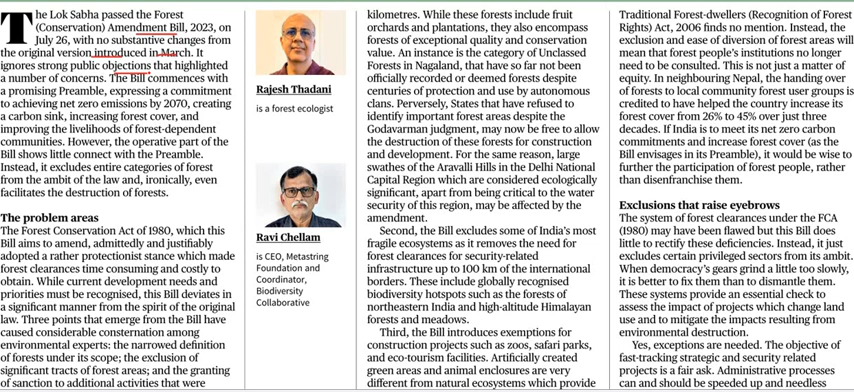 The Lok Sabha passed the Forest
(Conservation) Amendment Bill, 2023, on
July 26, with no substantive changes from
the original version introduced in March. It
ignores strong public objections that highlighted
a number of concerns. The Bill commences with
a promising Preamble, expressing a commitment
to achieving net zero emissions by 2070, creating
a carbon sink, increasing forest cover, and
improving the livelihoods of forest-dependent
communities. However, the operative part of the
Bill shows little connect with the Preamble.
Instead, it excludes entire categories of forest
from the ambit of the law and, ironically, even
facilitates the destruction of forests.
The problem areas
The Forest Conservation Act of 1980, which this
Bill aims to amend, admittedly and justifiably
adopted a rather protectionist stance which made
forest clearances time consuming and costly to
obtain. While current development needs and
priorities must be recognised, this Bill deviates in
a significant manner from the spirit of the original
law. Three points that emerge from the Bill have
caused considerable consternation among
environmental experts: the narrowed definition
of forests under its scope; the exclusion of
significant tracts of forest areas; and the granting
of sanction to additional activities that were
Rajesh Thadani
is a forest ecologist
Ravi Chellam
is CEO, Metastring
Foundation and
Coordinator,
Biodiversity
Collaborative
kilometres. While these forests include fruit
orchards and plantations, they also encompass
forests of exceptional quality and conservation
value. An instance is the category of Unclassed
Forests in Nagaland, that have so far not been
officially recorded or deemed forests despite
centuries of protection and use by autonomous
clans. Perversely, States that have refused to
identify important forest areas despite the
Godavarman judgment, may now be free to allow
the destruction of these forests for construction
and development. For the same reason, large
swathes of the Aravalli Hills in the Delhi National
Capital Region which are considered ecologically
significant, apart from being critical to the water
security of this region, may be affected by the
amendment.
Second, the Bill excludes some of India's most
fragile ecosystems as it removes the need for
forest clearances for security-related
infrastructure up to 100 km of the international
borders. These include globally recognised
biodiversity hotspots such as the forests of
northeastern India and high-altitude Himalayan
forests and meadows.
Third, the Bill introduces exemptions for
construction projects such as zoos, safari parks,
and eco-tourism facilities. Artificially created
green areas and animal enclosures are very
different from natural ecosystems which provide
Traditional Forest-dwellers (Recognition of Forest
Rights) Act, 2006 finds no mention. Instead, the
exclusion and ease of diversion of forest areas will
mean that forest people's institutions no longer
need to be consulted. This is not just a matter of
equity. In neighbouring Nepal, the handing over
of forests to local community forest user groups is
credited to have helped the country increase its
forest cover from 26% to 45% over just three
decades. If India is to meet its net zero carbon
commitments and increase forest cover (as the
Bill envisages in its Preamble), it would be wise to
further the participation of forest people, rather
than disenfranchise them.
Exclusions that raise eyebrows
The system of forest clearances under the FCA
(1980) may have been flawed but this Bill does
little to rectify these deficiencies. Instead, it just
excludes certain privileged sectors from its ambit.
When democracy's gears grind a little too slowly,
it is better to fix them than to dismantle them.
These systems provide an essential check to
assess the impact of projects which change land
use and to mitigate the impacts resulting from
environmental destruction.
Yes, exceptions are needed. The objective of
fast-tracking strategic and security related
projects is a fair ask. Administrative processes
can and should be speeded up and needless